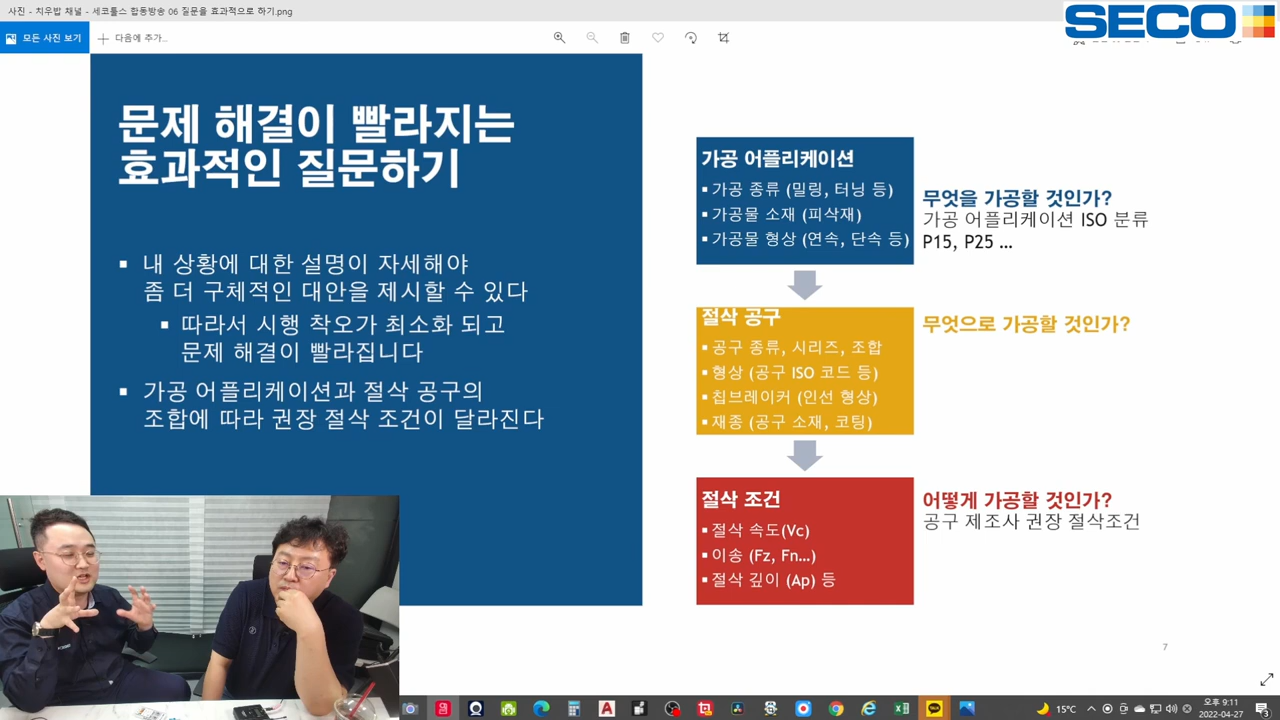 사진 - 치우밥 채널 - 세코툴스 합동방송 06 질문을 효과적으로 하기.png
SECO
모든 사진 보기
다음에 추가...
문제 해결이 빨라지는
효과적인 질문하기
▪ 내 상황에 대한 설명이 자세해야
좀 더 구체적인 대안을 제시할 수 있다
▪ 따라서 시행 착오가 최소화 되고
문제 해결이 빨라집니다
▪ 가공 어플리케이션과 절삭 공구의
조합에 따라 권장 절삭 조건이 달라진다
가공 어플리케이션
▪ 가공 종류 (밀링, 터닝 등)
▪ 가공물 소재 (피삭재)
▪ 가공물 형상 (연속, 단속 등)
무엇을 가공할 것인가?
가공 어플리케이션 ISO 분류
P15, P25 ...
절삭 공구
▪ 공구 종류, 시리즈, 조합
▪ 형상 (공구 ISO 코드 등)
▪ 칩브레이커 (인선 형상)
▪ 재종 (공구 소재, 코팅)
무엇으로 가공할 것인가?
절삭 조건
▪ 절삭 속도(Vc)
▪ 이송 (Fz, Fn...)
▪ 절삭 깊이 (Ap) 등
어떻게 가공할 것인가?
공구 제조사 권장 절삭조건
7
15℃
오후 9:11
2022-04-27